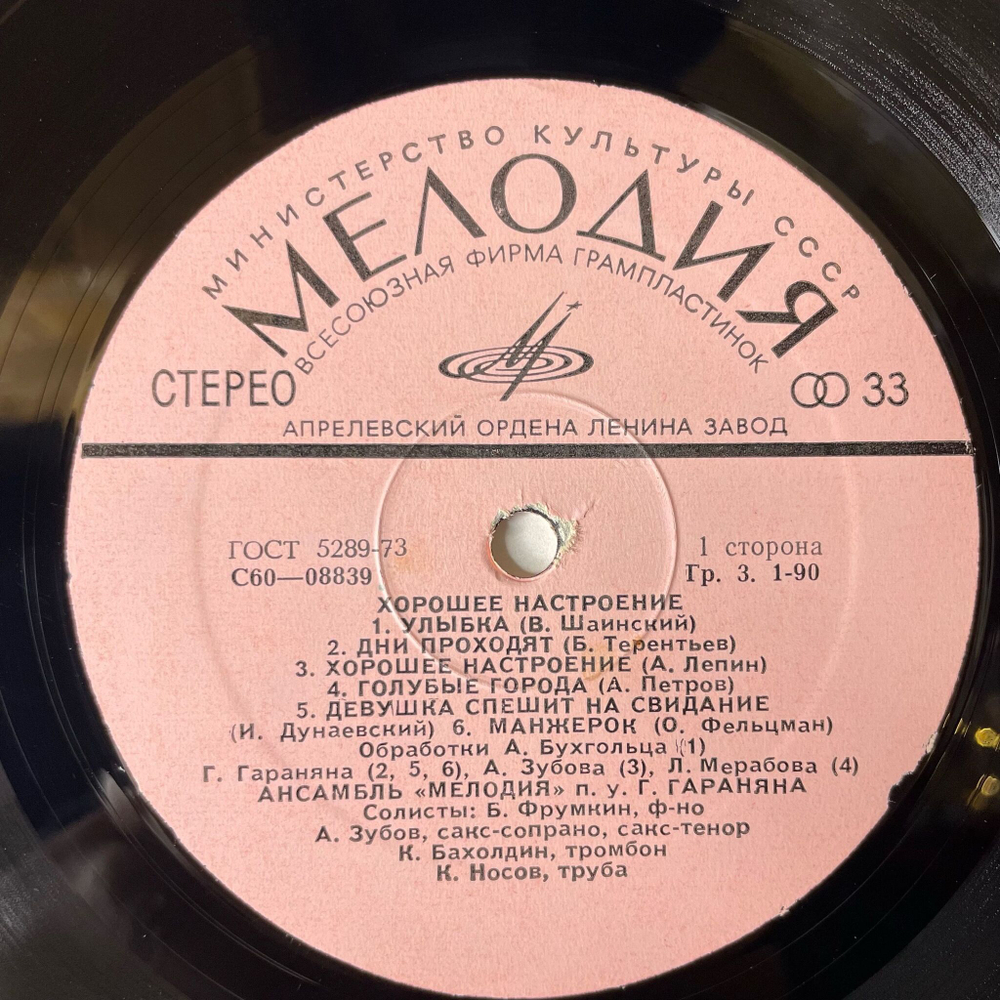 МИНИСТЕРСТВО КУЛЬТУРЫ СССР
МЕЛОДИЯ
ВСЕСОЮЗНАЯ ФИРМА ГРАМПЛАСТИНОК
СТЕРЕО
33
АПРЕЛЕВСКИЙ ОРДЕНА ЛЕНИНА ЗАВОД
ГОСТ 5289-73
1 сторона
С60—08839
Гр. 3. 1-90
ХОРОШЕЕ НАСТРОЕНИЕ
1. УЛЫБКА (В. Шаинский)
2. ДНИ ПРОХОДЯТ (Б. Терентьев)
3. ХОРОШЕЕ НАСТРОЕНИЕ (А. Лепин)
4. ГОЛУБЫЕ ГОРОДА (А. Петров)
5. ДЕВУШКА СПЕШИТ НА СВИДАНИЕ
(И. Дунаевский) 6. МАНЖЕРОК (О. Фельцман)
Обработки А. Бухгольца (1)
Г. Гараняна (2, 5, 6), А. Зубова (3), Л. Мерабова (4)
АНСАМБЛЬ «МЕЛОДИЯ» п. у. Г. ГАРАНЯНА
Солисты: Б. Фрумкин, ф-но
А. Зубов, сакс-сопрано, сакс-тенор
К. Бахолдин, тромбон
К. Носов, труба